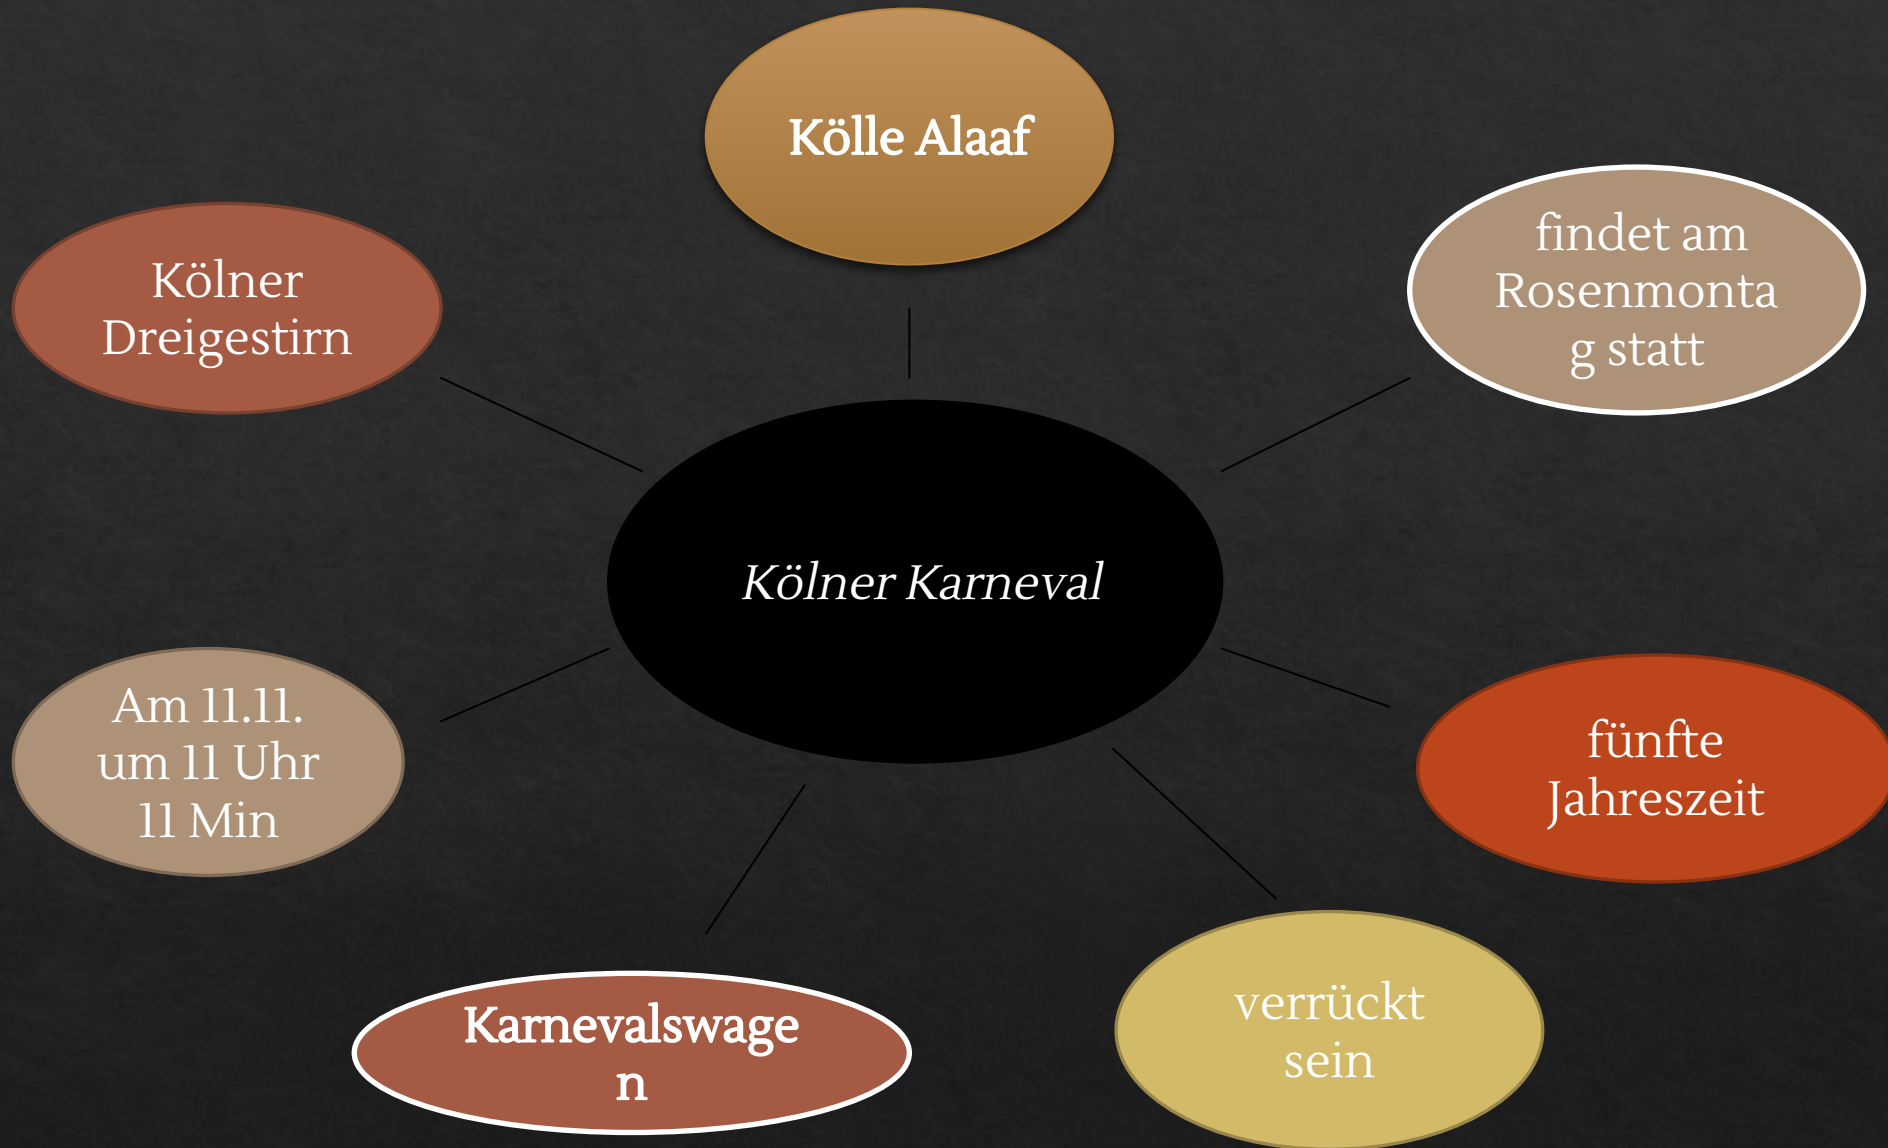 Kölle Alaaf
findet am
Rosenmonta
g statt
Kölner
Dreigestirn
Kölner Karneval
Am 11.11.
um 11 Uhr
11 Min
fünfte
Jahreszeit
Karnevalswage
n
verrückt
sein